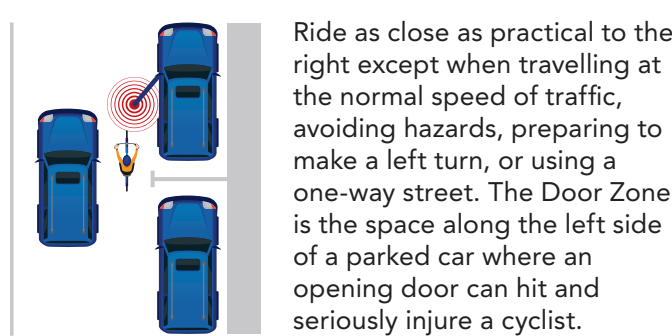 Ride as close as practical to the
right except when travelling at
the normal speed of traffic,
avoiding hazards, preparing to
make a left turn, or using a
one-way street. The Door Zone
is the space along the left side
of a parked car where an
opening door can hit and
seriously injure a cyclist.